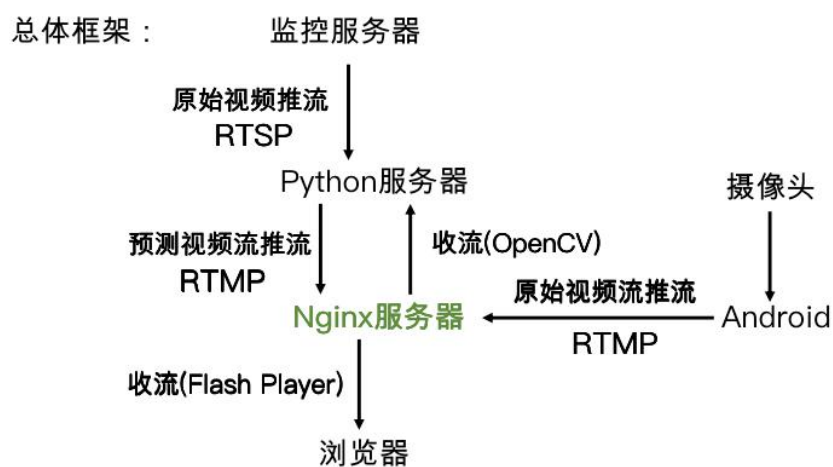 总体框架：
监控服务器
原始视频推流
RTSP
Python服务器
摄像头
预测视频流推流
RTMP
收流(OpenCV)
原始视频流推流
Nginx服务器
Android
RTMP
收流(Flash Player)
浏览器